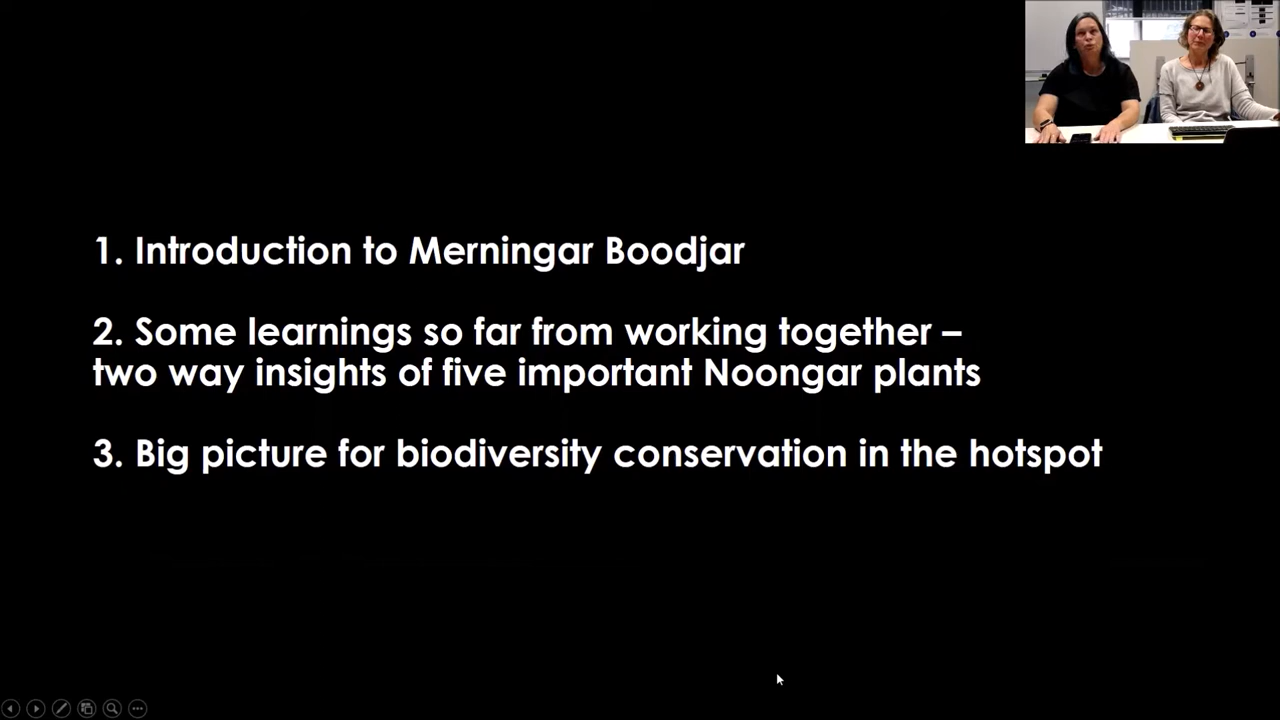 1. Introduction to Merningar Boodjar
2. Some learnings so far from working together –
two way insights of five important Noongar plants
3. Big picture for biodiversity conservation in the hotspot